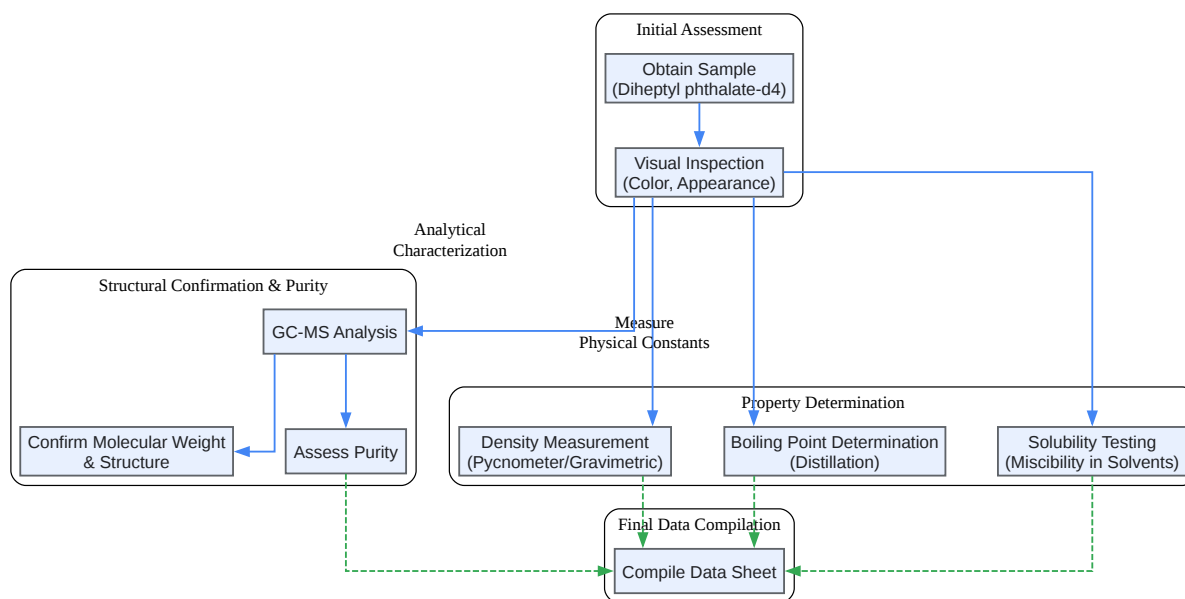 Initial Assessment
Obtain Sample
(Diheptyl phthalate-d4)
Visual Inspection
(Color, Appearance)
Analytical
Characterization
Structural Confirmation & Purity
GC-MS Analysis
Measure
Physical Constants
Property Determination
Confirm Molecular Weight
& Structure
Assess Purity
Density Measurement
(Pycnometer/Gravimetric)
Boiling Point Determination
(Distillation)
Solubility Testing
(Miscibility in Solvents)
Final Data Compilation
Compile Data Sheet